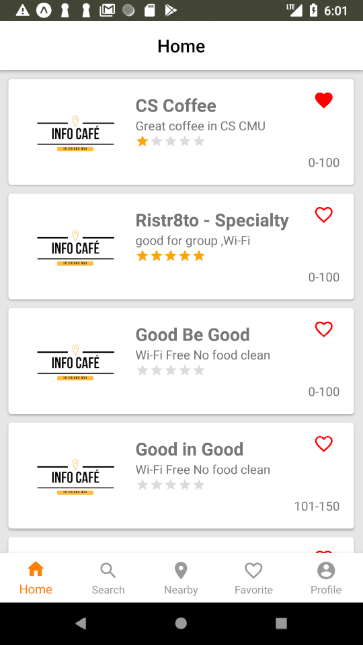 LTE 6:01
Home
CS Coffee
Great coffee in CS CMU
INFO CAFÉ
0-100
Ristr8to - Specialty
good for group ,Wi-Fi
INFO CAFÉ
0-100
Good Be Good
Wi-Fi Free No food clean
INFO CAFÉ
0-100
Good in Good
Wi-Fi Free No food clean
INFO CAFÉ
101-150
Home Search Nearby Favorite Profile